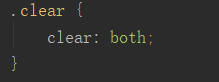 .clear {
    clear: both;
}